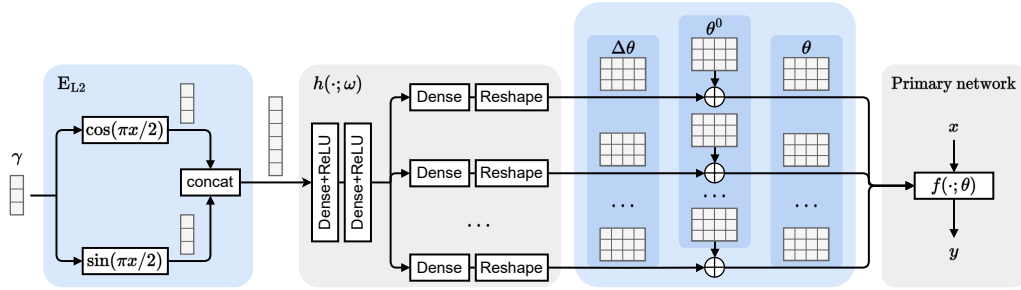 γ
E_L2
cos(πx/2)
sin(πx/2)
concat
h(·;ω)
Dense+ReLU
Dense+ReLU
Dense
Reshape
Dense
Reshape
...
Dense
Reshape
Δθ
...
θ⁰
...
θ
...
Primary network
x
f(·;θ)
y